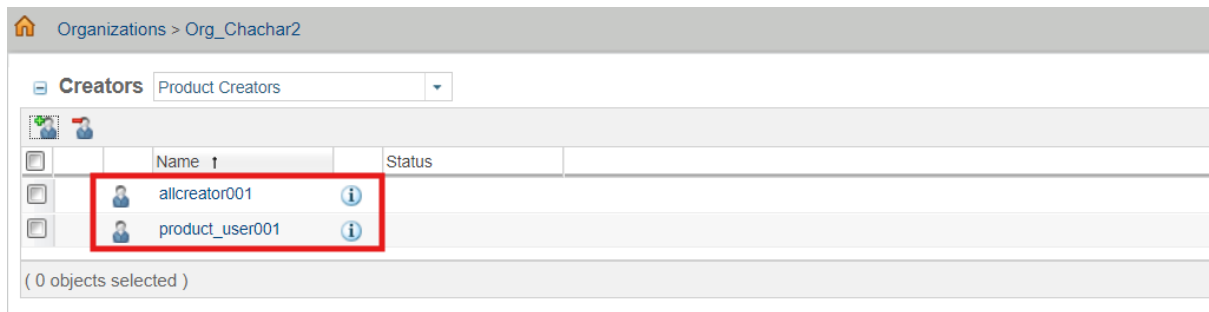 Organizations > Org_Chachar2
Creators Product Creators
Name ↑ Status
allcreator001
product_user001
( 0 objects selected )